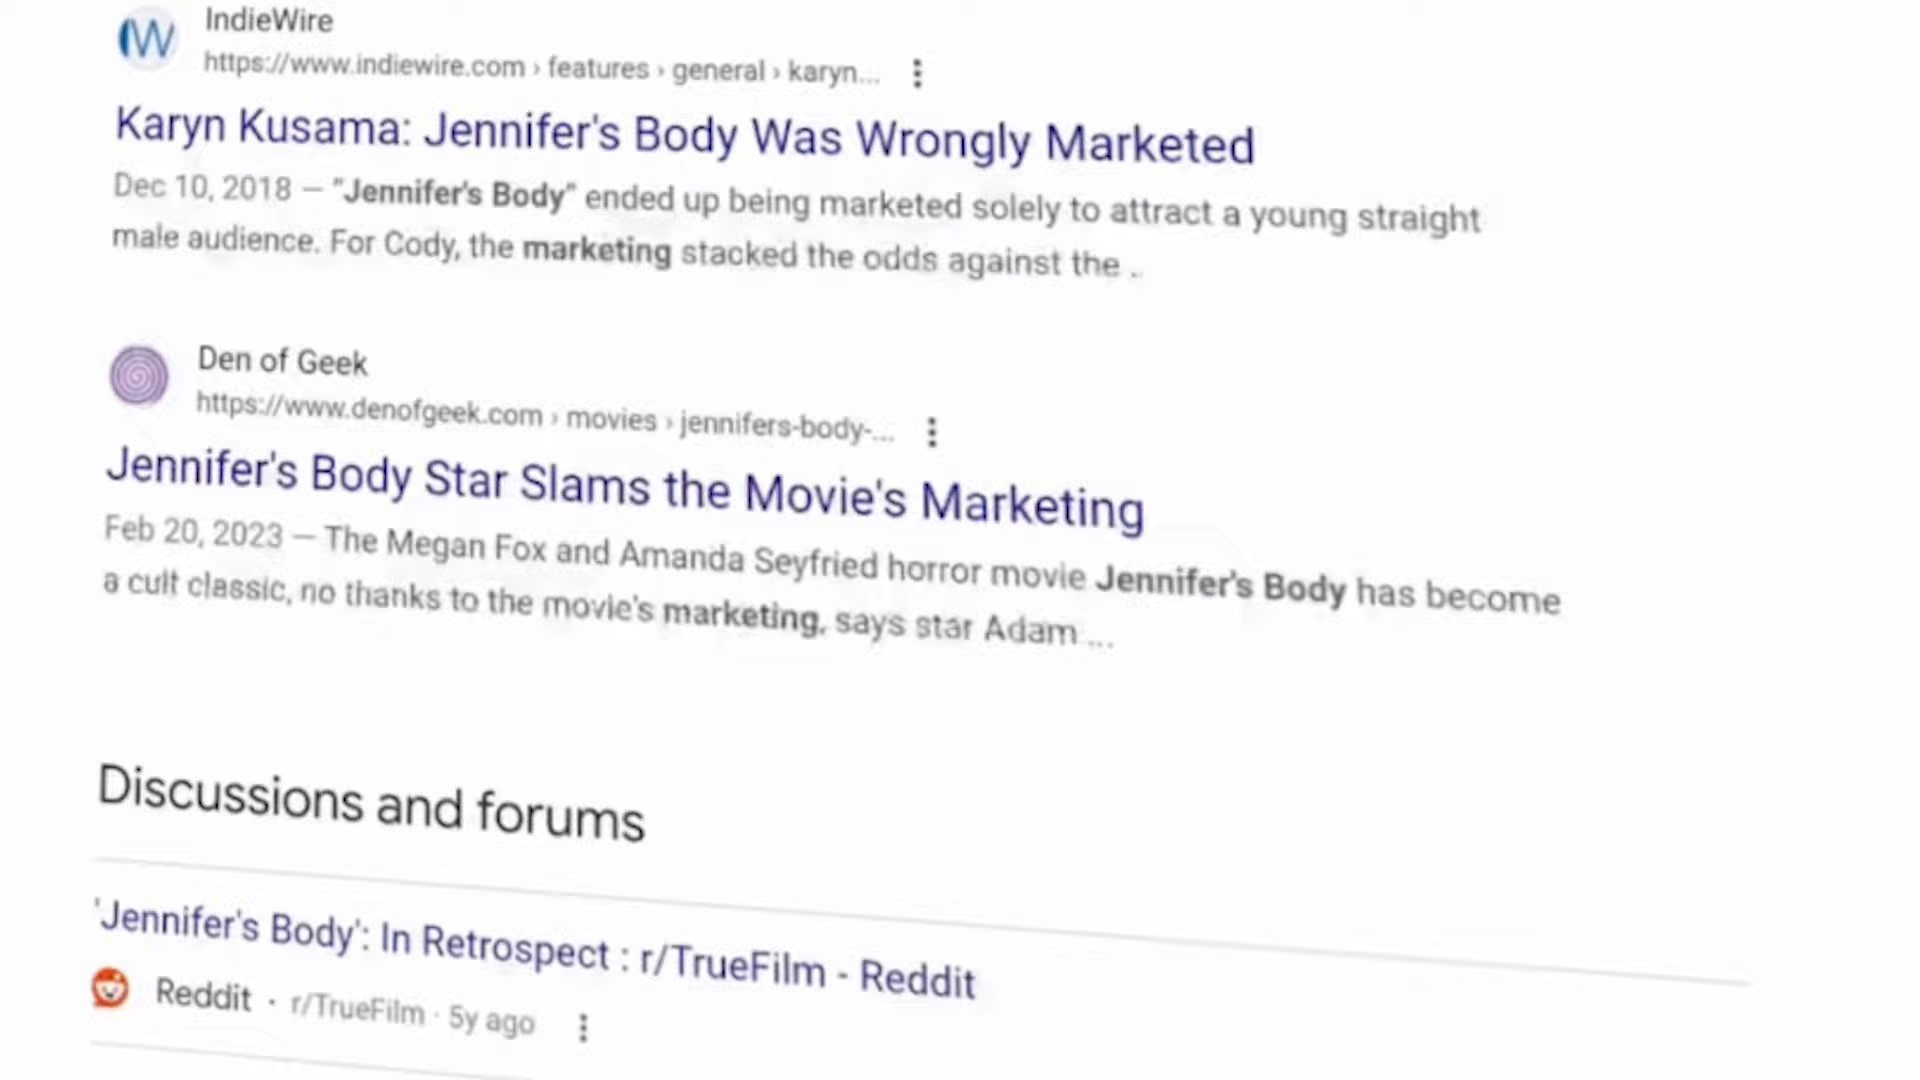 IndieWire
https://www.indiewire.com › features › general › karyn...
Karyn Kusama: Jennifer's Body Was Wrongly Marketed
Dec 10, 2018 — "Jennifer's Body" ended up being marketed solely to attract a young straight
male audience. For Cody, the marketing stacked the odds against the ..
Den of Geek
https://www.denofgeek.com › movies › jennifers-body-...
Jennifer's Body Star Slams the Movie's Marketing
Feb 20, 2023 — The Megan Fox and Amanda Seyfried horror movie Jennifer's Body has become
a cult classic, no thanks to the movie's marketing, says star Adam ...
Discussions and forums
'Jennifer's Body': In Retrospect : r/TrueFilm - Reddit
Reddit · r/TrueFilm · 5y ago